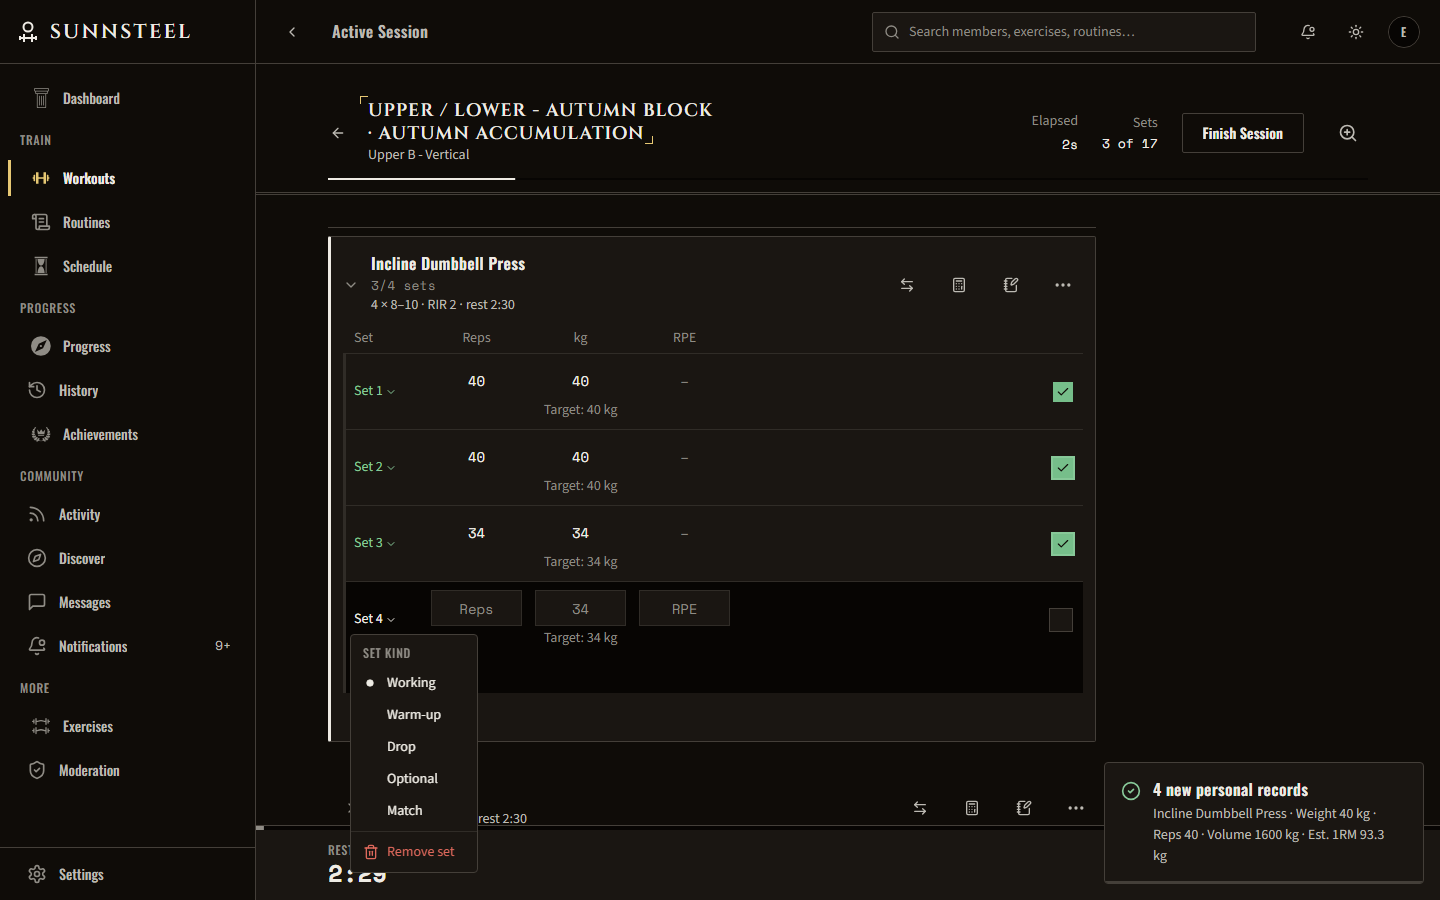 SUNNSTEEL
Active Session
Search members, exercises, routines...
E
Dashboard
TRAIN
Workouts
Routines
Schedule
PROGRESS
Progress
History
Achievements
COMMUNITY
Activity
Discover
Messages
Notifications 9+
MORE
Exercises
Moderation
Settings
UPPER / LOWER - AUTUMN BLOCK
· AUTUMN ACCUMULATION
Upper B - Vertical
Elapsed
2s
Sets
3 of 17
Finish Session
Incline Dumbbell Press
3/4 sets
4 × 8–10 · RIR 2 · rest 2:30
Set Reps kg RPE
Set 1 40 40 –
Target: 40 kg
Set 2 40 40 –
Target: 40 kg
Set 3 34 34 –
Target: 34 kg
Set 4 Reps 34 RPE
Target: 34 kg
SET KIND
Working
Warm-up
Drop
Optional
Match
Remove set
rest 2:30
2:29
4 new personal records
Incline Dumbbell Press · Weight 40 kg ·
Reps 40 · Volume 1600 kg · Est. 1RM 93.3
kg